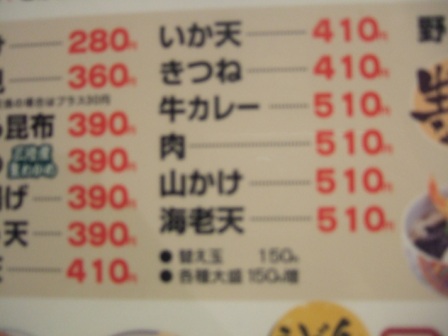 280円
360円
昆布 390円
390円
げ 390円
天 390円
410円
いか天 410円
きつね 410円
牛カレー 510円
肉 510円
山かけ 510円
海老天 510円
● 替え玉 150円
● 各種大盛 150円増
野